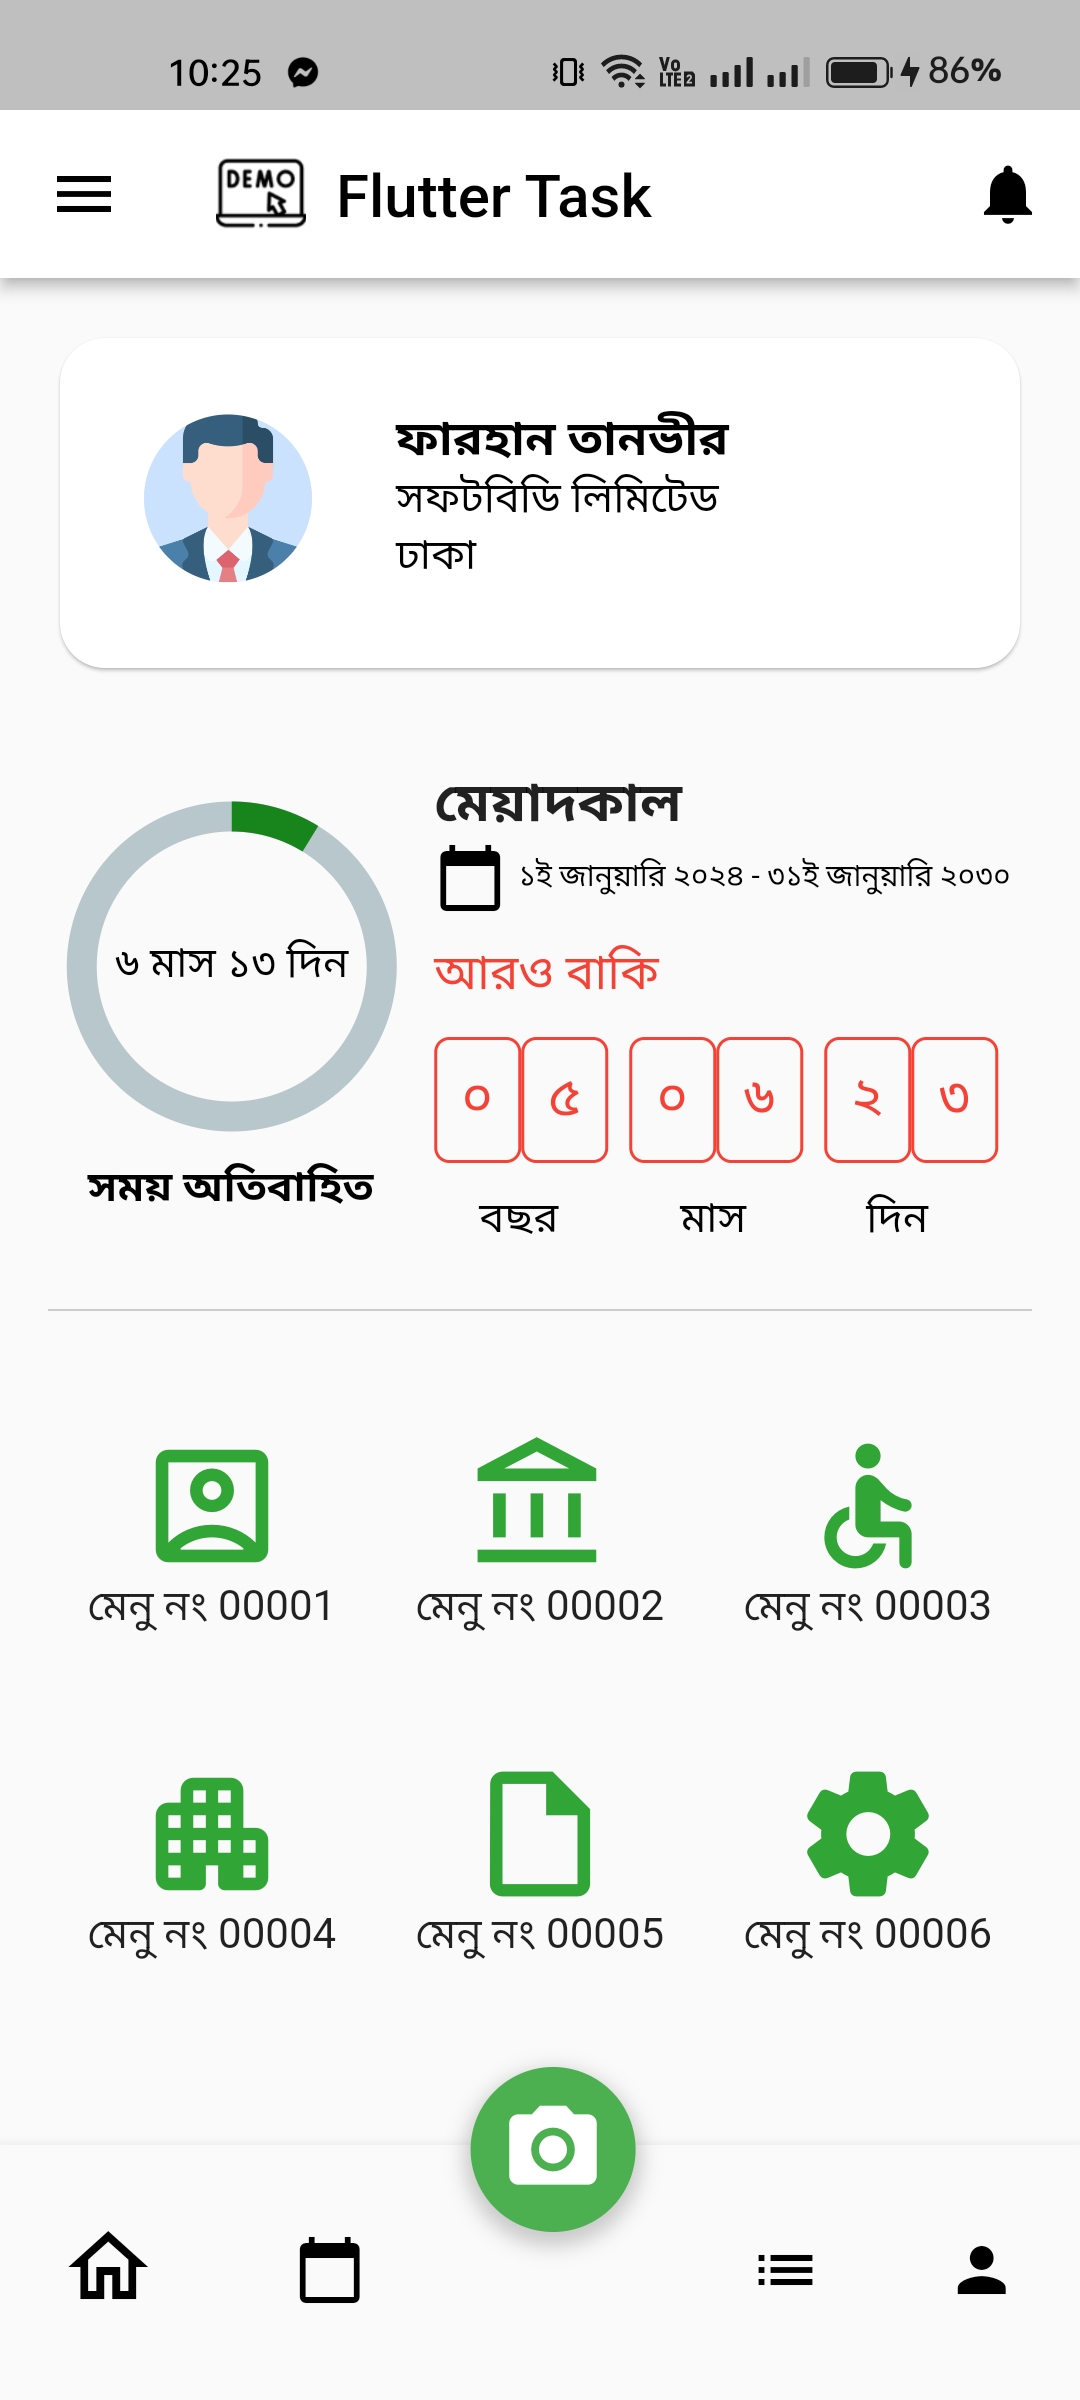 10:25 Vo LTE2 86%
DEMO Flutter Task
ফারহান তানভীর
সফটবিডি লিমিটেড
ঢাকা
মেয়াদকাল
১ই জানুয়ারি ২০২৪ - ৩১ই জানুয়ারি ২০৩০
৬ মাস ১৩ দিন
আরও বাকি
০ ৫ ০ ৬ ২ ৩
সময় অতিবাহিত
বছর মাস দিন
মেনু নং 00001 মেনু নং 00002 মেনু নং 00003
মেনু নং 00004 মেনু নং 00005 মেনু নং 00006